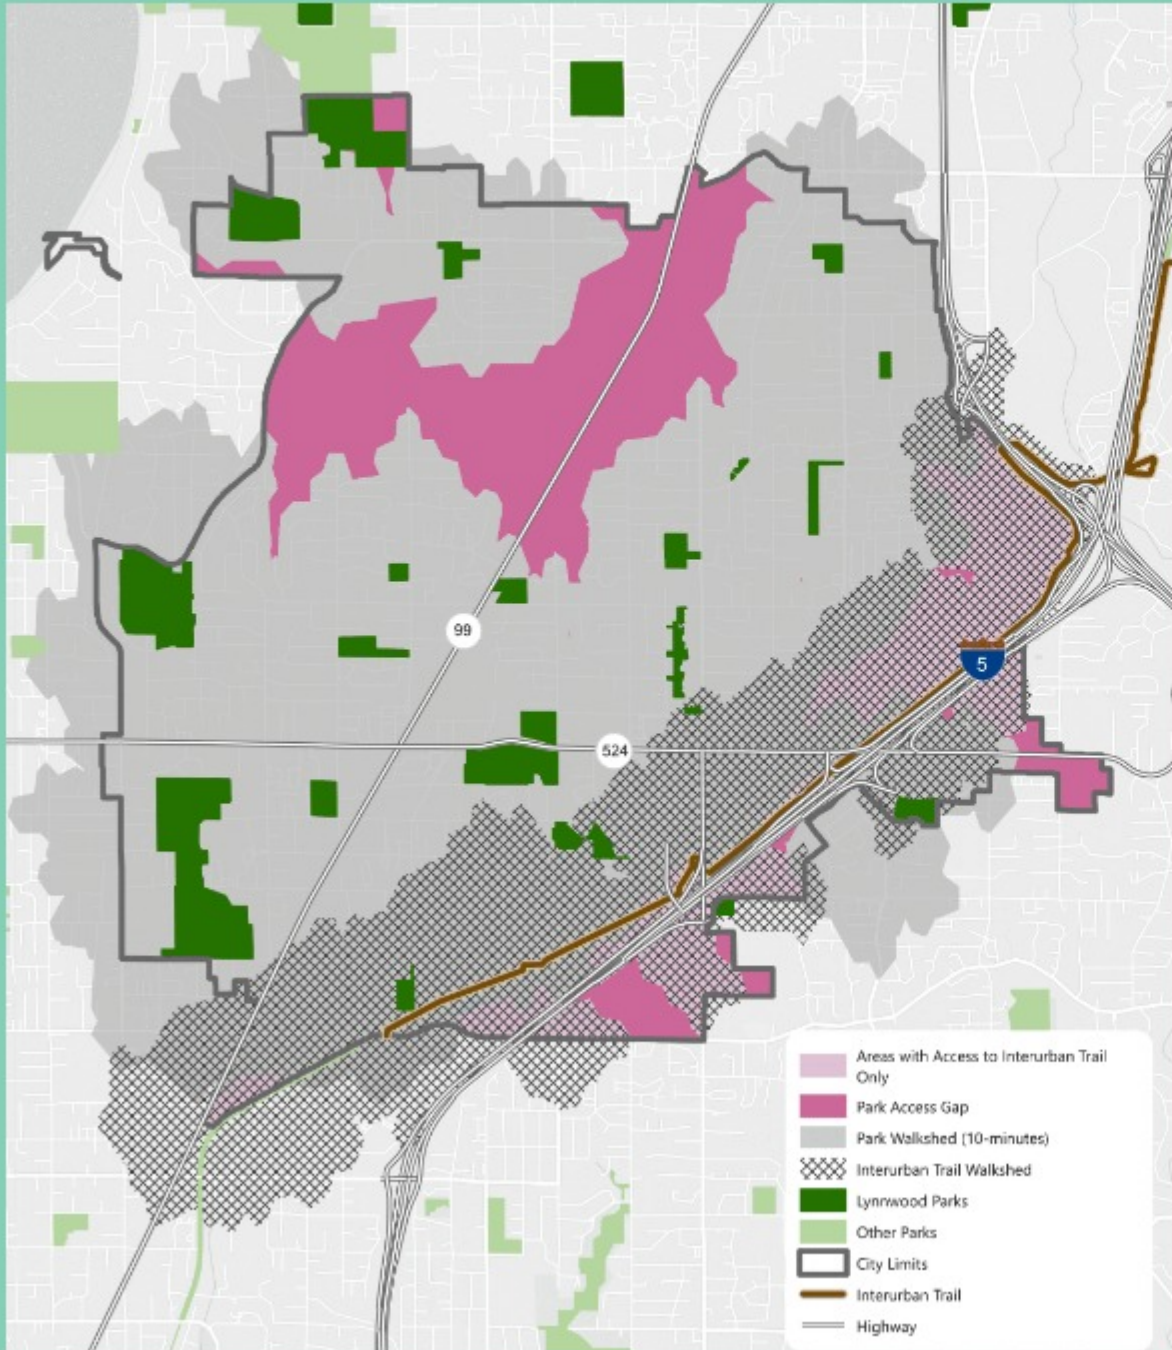 99
5
524
Areas with Access to Interurban Trail
Only
Park Access Gap
Park Walkshed (10-minutes)
Interurban Trail Walkshed
Lynnwood Parks
Other Parks
City Limits
Interurban Trail
Highway